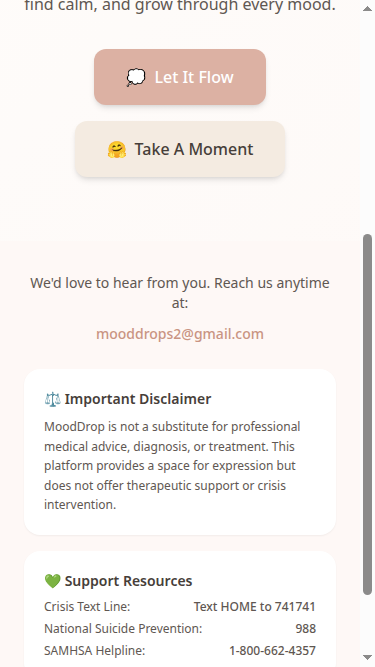 find calm, and grow through every mood.
💭 Let It Flow
🤗 Take A Moment
We'd love to hear from you. Reach us anytime
at:
mooddrops2@gmail.com
⚖️ Important Disclaimer
MoodDrop is not a substitute for professional
medical advice, diagnosis, or treatment. This
platform provides a space for expression but
does not offer therapeutic support or crisis
intervention.
💚 Support Resources
Crisis Text Line: Text HOME to 741741
National Suicide Prevention: 988
SAMHSA Helpline: 1-800-662-4357